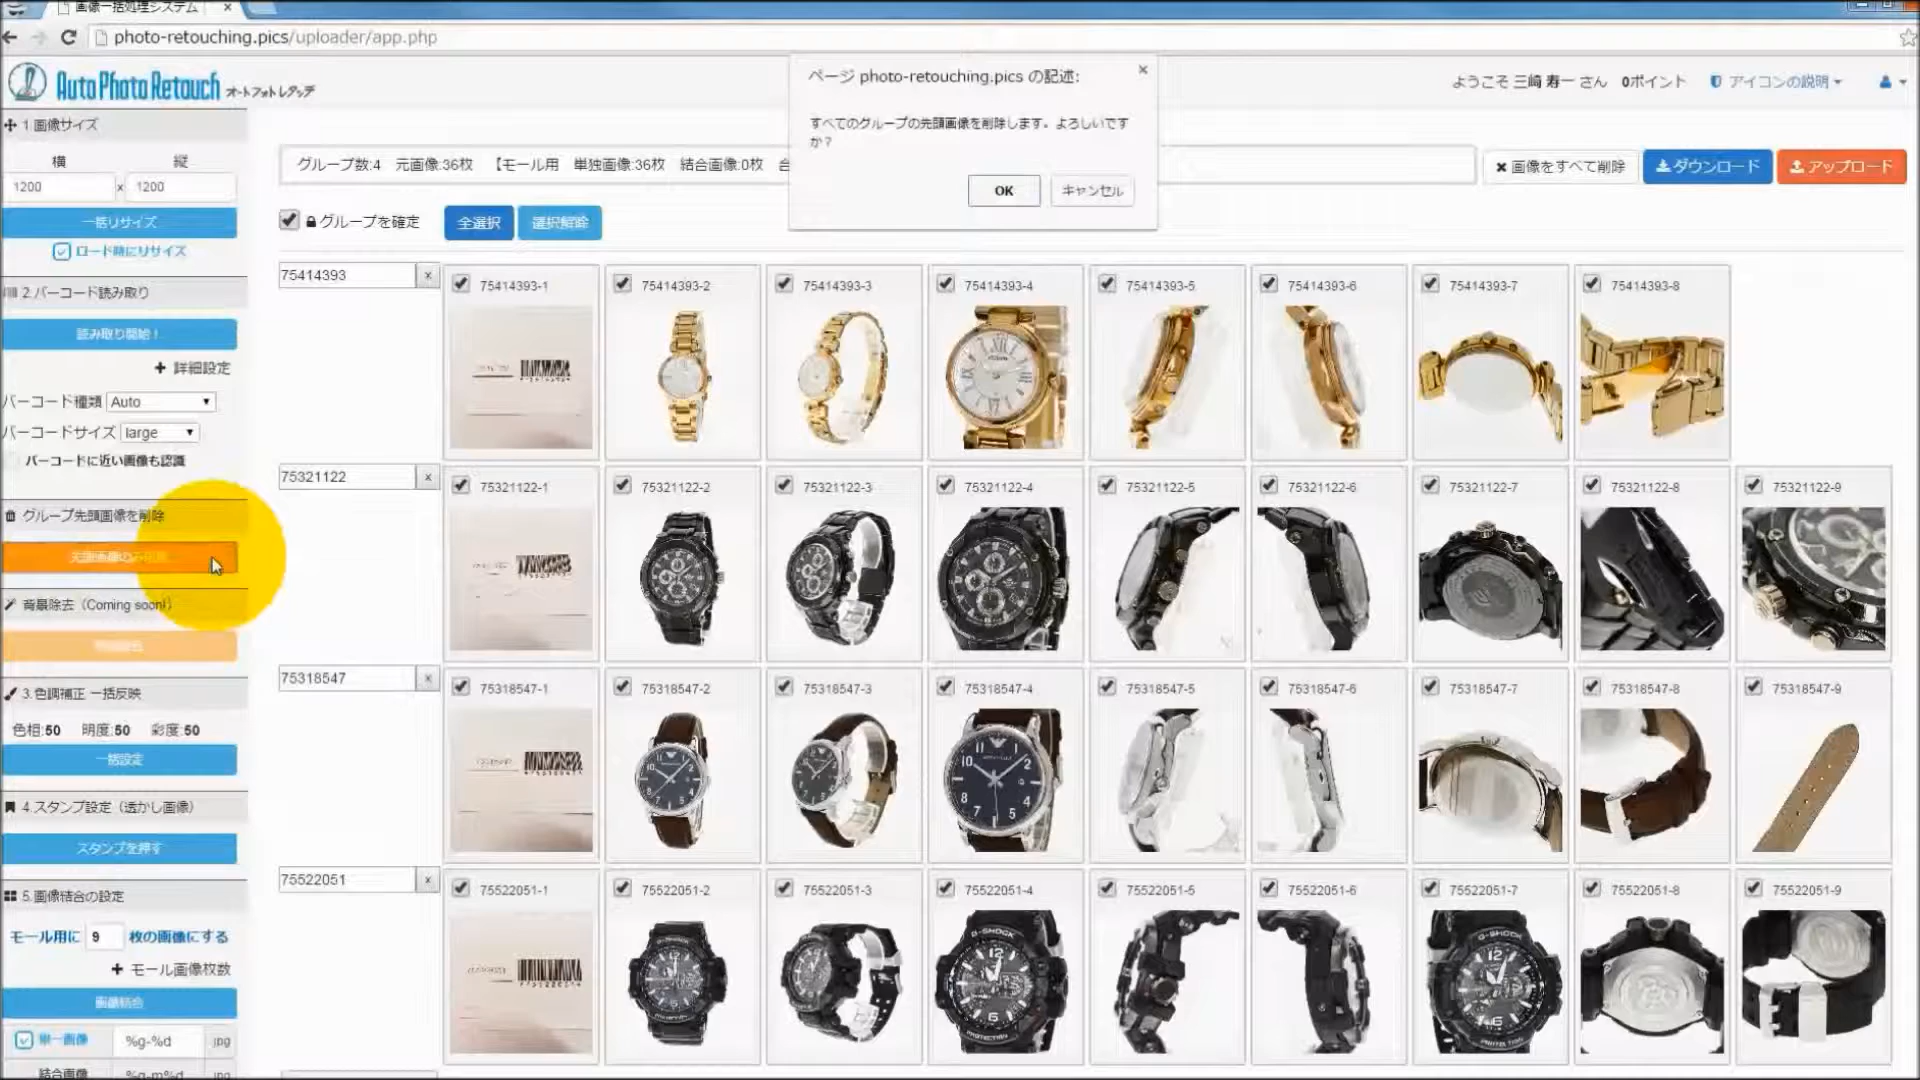 画像一括処理システム ×
photo-retouching.pics/uploader/app.php
Auto Photo Retouch オートフォトレタッチ
ようこそ 三崎 寿一 さん 0ポイント アイコンの説明
ページ photo-retouching.pics の記述:
すべてのグループの先頭画像を削除します。よろしいです
か?
OK キャンセル
グループ数:4 元画像:36枚 【モール用 単独画像:36枚 結合画像:0枚 合
画像をすべて削除 ダウンロード アップロード
グループを確定 全選択 選択解除
1 画像サイズ
横 縦
1200 x 1200
一括リサイズ
ロード時にリサイズ
2.バーコード読み取り
読み取り開始!
+ 詳細設定
バーコード種類 Auto
バーコードサイズ large
バーコードに近い画像も認識
グループ先頭画像を削除
先頭画像のみ
背景除去 (Coming soon!)
3.色調補正 一括反映
色相:50 明度:50 彩度:50
一括設定
4.スタンプ設定 (透かし画像)
スタンプを押す
5.画像結合の設定
モール用に 9 枚の画像にする
+ モール画像枚数
画像結合
単一画像 %g-%d jpg
結合画像 %g-m%d jpg
75414393 x
75414393-1 75414393-2 75414393-3 75414393-4 75414393-5 75414393-6 75414393-7 75414393-8
75321122 x
75321122-1 75321122-2 75321122-3 75321122-4 75321122-5 75321122-6 75321122-7 75321122-8 75321122-9
75318547 x
75318547-1 75318547-2 75318547-3 75318547-4 75318547-5 75318547-6 75318547-7 75318547-8 75318547-9
75522051 x
75522051-1 75522051-2 75522051-3 75522051-4 75522051-5 75522051-6 75522051-7 75522051-8 75522051-9
G-SHOCK
G-SHOCK